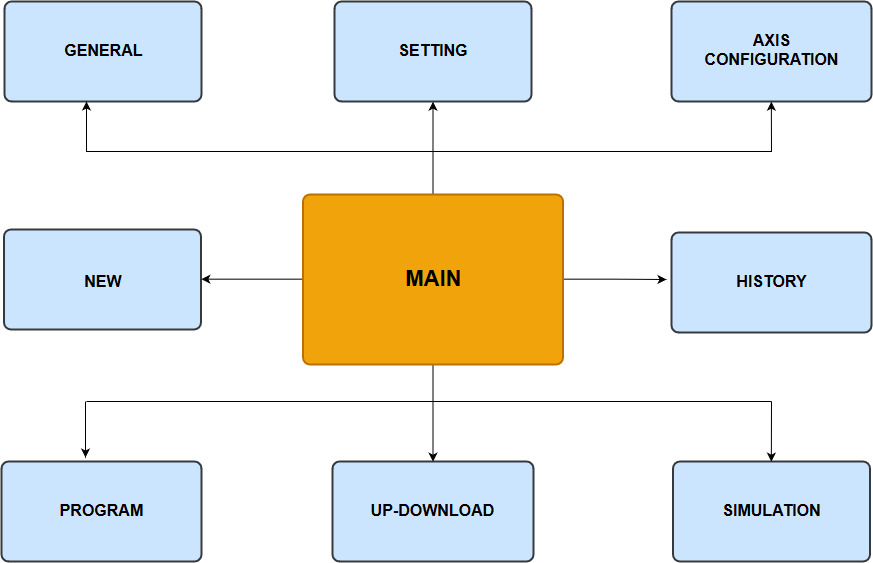 GENERAL
SETTING
AXIS
CONFIGURATION
NEW
MAIN
HISTORY
PROGRAM
UP-DOWNLOAD
SIMULATION